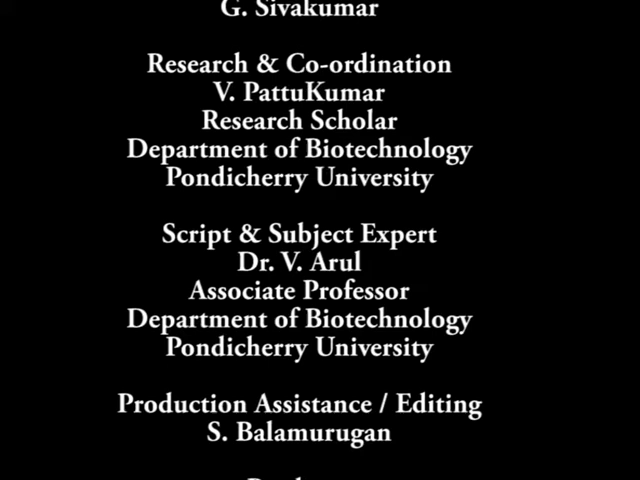 G. Sivakumar
Research & Co-ordination
V. PattuKumar
Research Scholar
Department of Biotechnology
Pondicherry University
Script & Subject Expert
Dr. V. Arul
Associate Professor
Department of Biotechnology
Pondicherry University
Production Assistance / Editing
S. Balamurugan